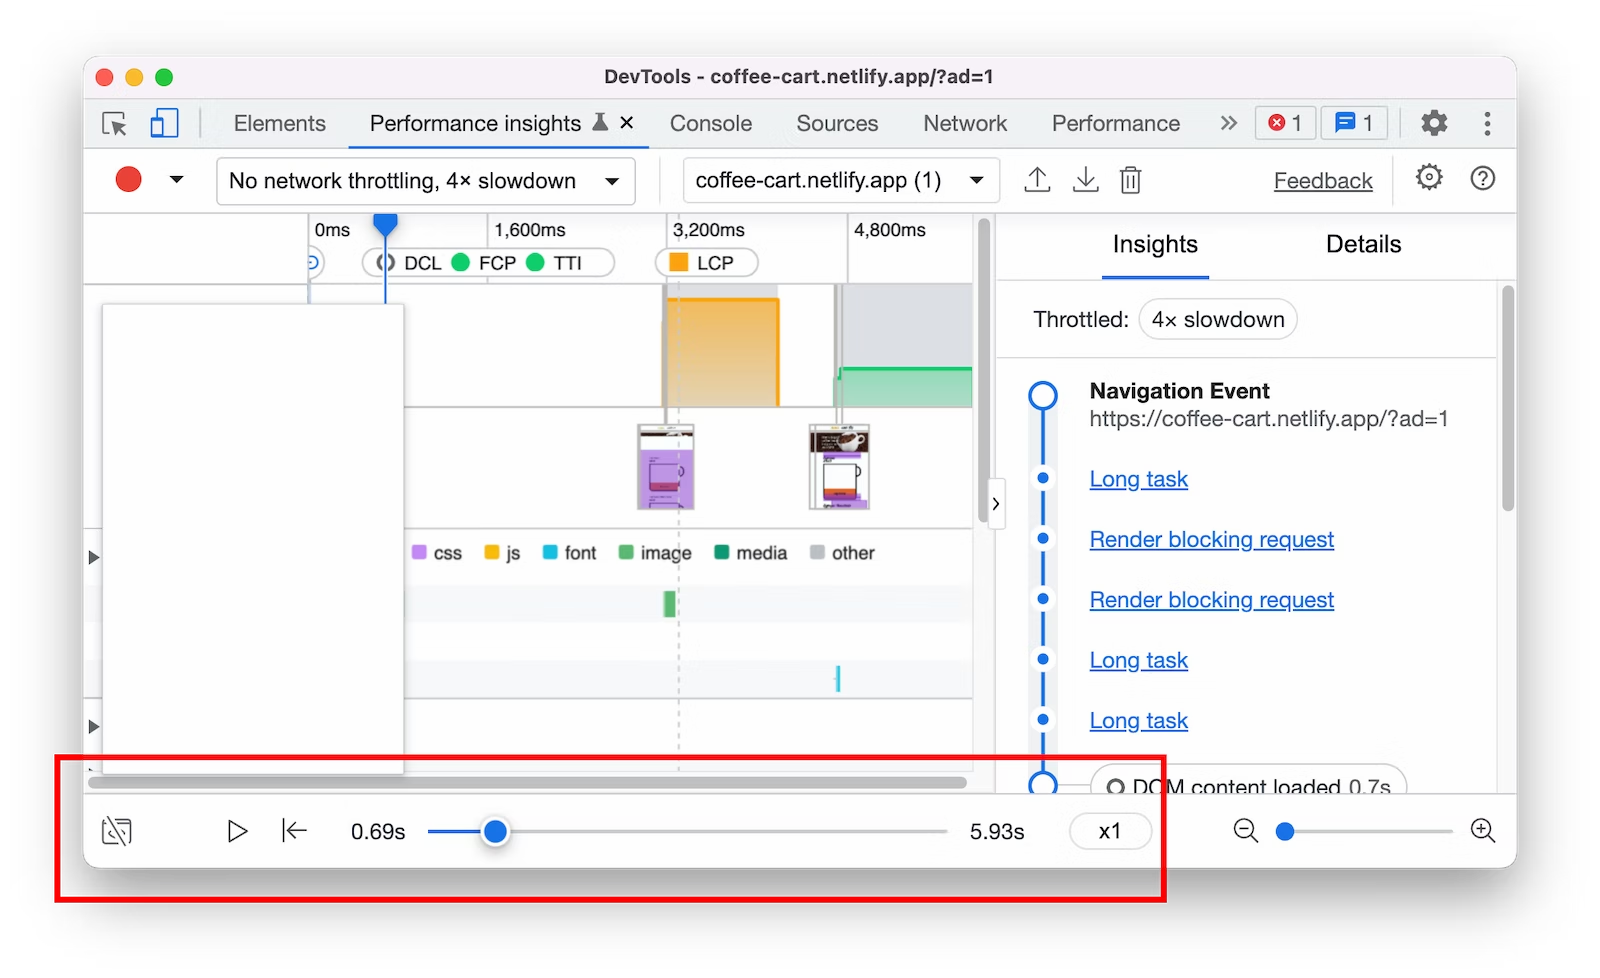 DevTools - coffee-cart.netlify.app/?ad=1
Elements Performance insights Console Sources Network Performance 1 1
No network throttling, 4× slowdown coffee-cart.netlify.app (1) Feedback
0ms 1,600ms 3,200ms 4,800ms
DCL FCP TTI LCP
Insights Details
Throttled: 4× slowdown
Navigation Event
https://coffee-cart.netlify.app/?ad=1
Long task
Render blocking request
css js font image media other
Render blocking request
Long task
Long task
DOM content loaded 0.7s
0.69s 5.93s x1